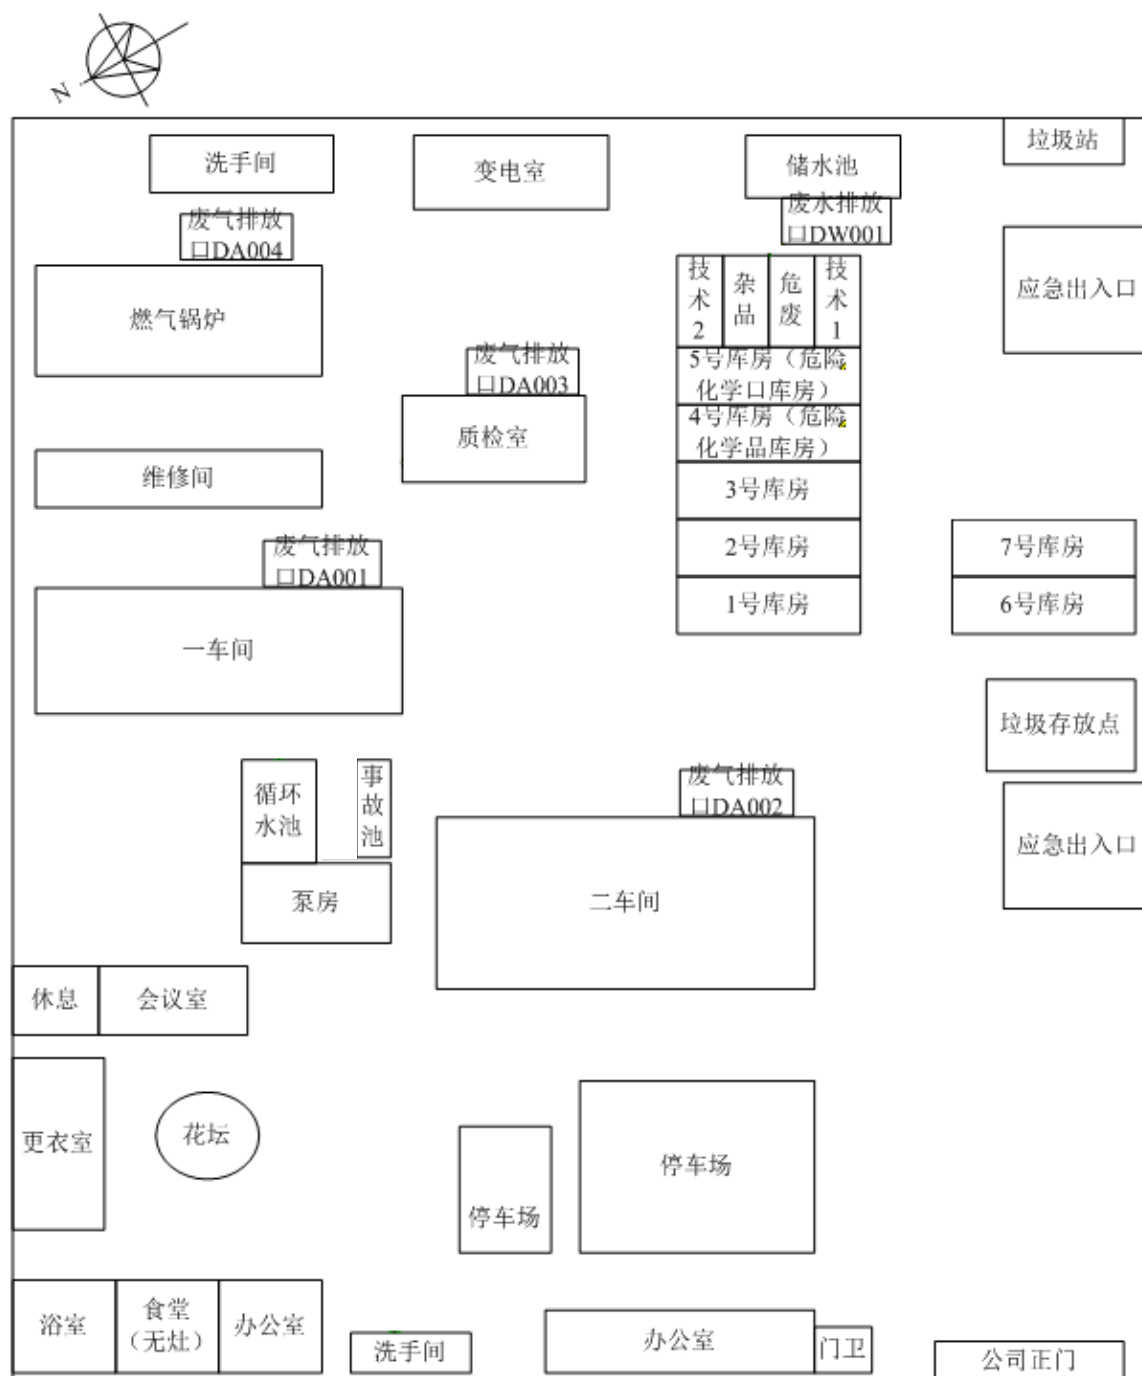 N
洗手间
变电室
储水池
垃圾站
废气排放
口DA004
废水排放
口DW001
应急出入口
燃气锅炉
技
术
2
杂
品
危
废
技
术
1
废气排放
口DA003
质检室
5号库房（危险
化学口库房）
4号库房（危险
化学品库房）
维修间
3号库房
2号库房
1号库房
7号库房
6号库房
废气排放
口DA001
一车间
垃圾存放点
循环
水池
事
故
池
废气排放
口DA002
应急出入口
泵房
二车间
休息
会议室
更衣室
花坛
停车场
停车场
浴室
食堂
（无灶）
办公室
洗手间
办公室
门卫
公司正门